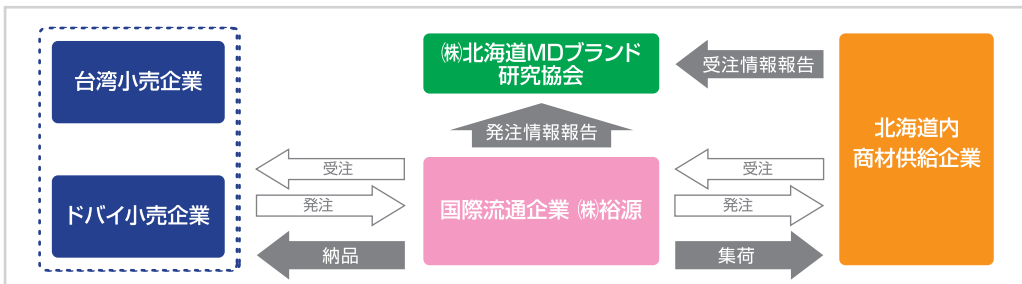 台湾小売企業
ドバイ小売企業
㈱北海道MDブランド
研究協会
発注情報報告
受注情報報告
受注
発注
納品
国際流通企業 ㈱裕源
受注
発注
集荷
北海道内
商材供給企業